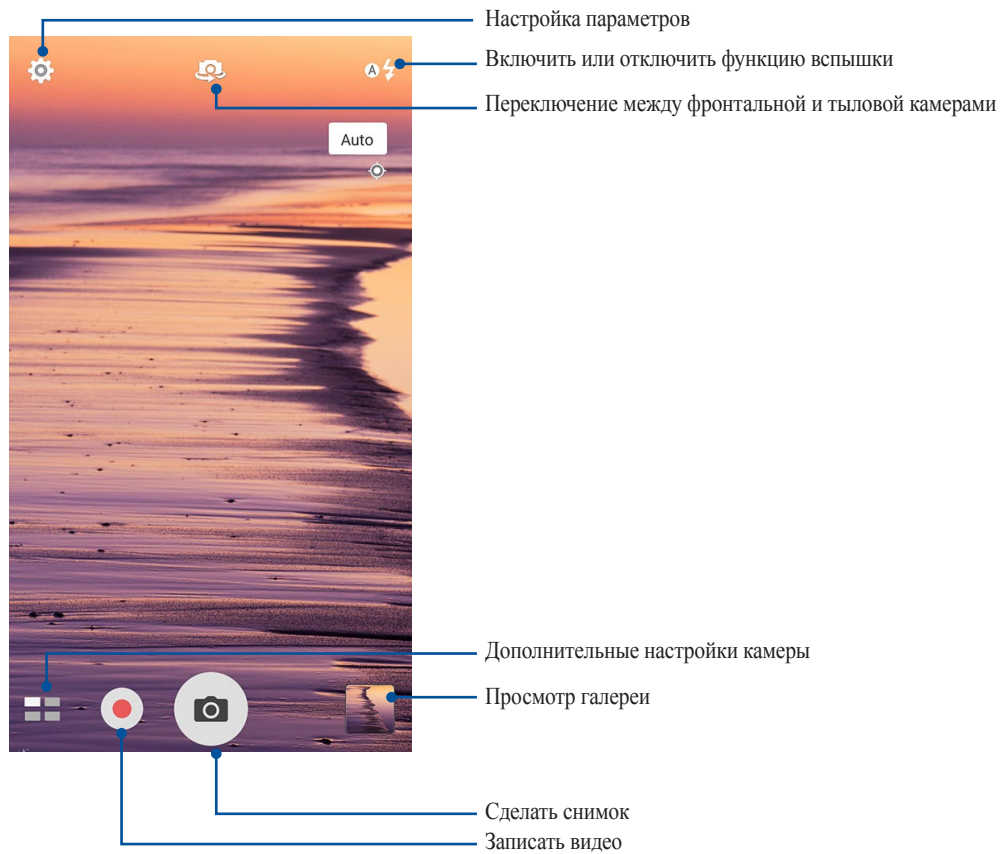 Настройка параметров
Включить или отключить функцию вспышки
A
Переключение между фронтальной и тыловой камерами
Auto
Дополнительные настройки камеры
Просмотр галереи
Сделать снимок
Записать видео